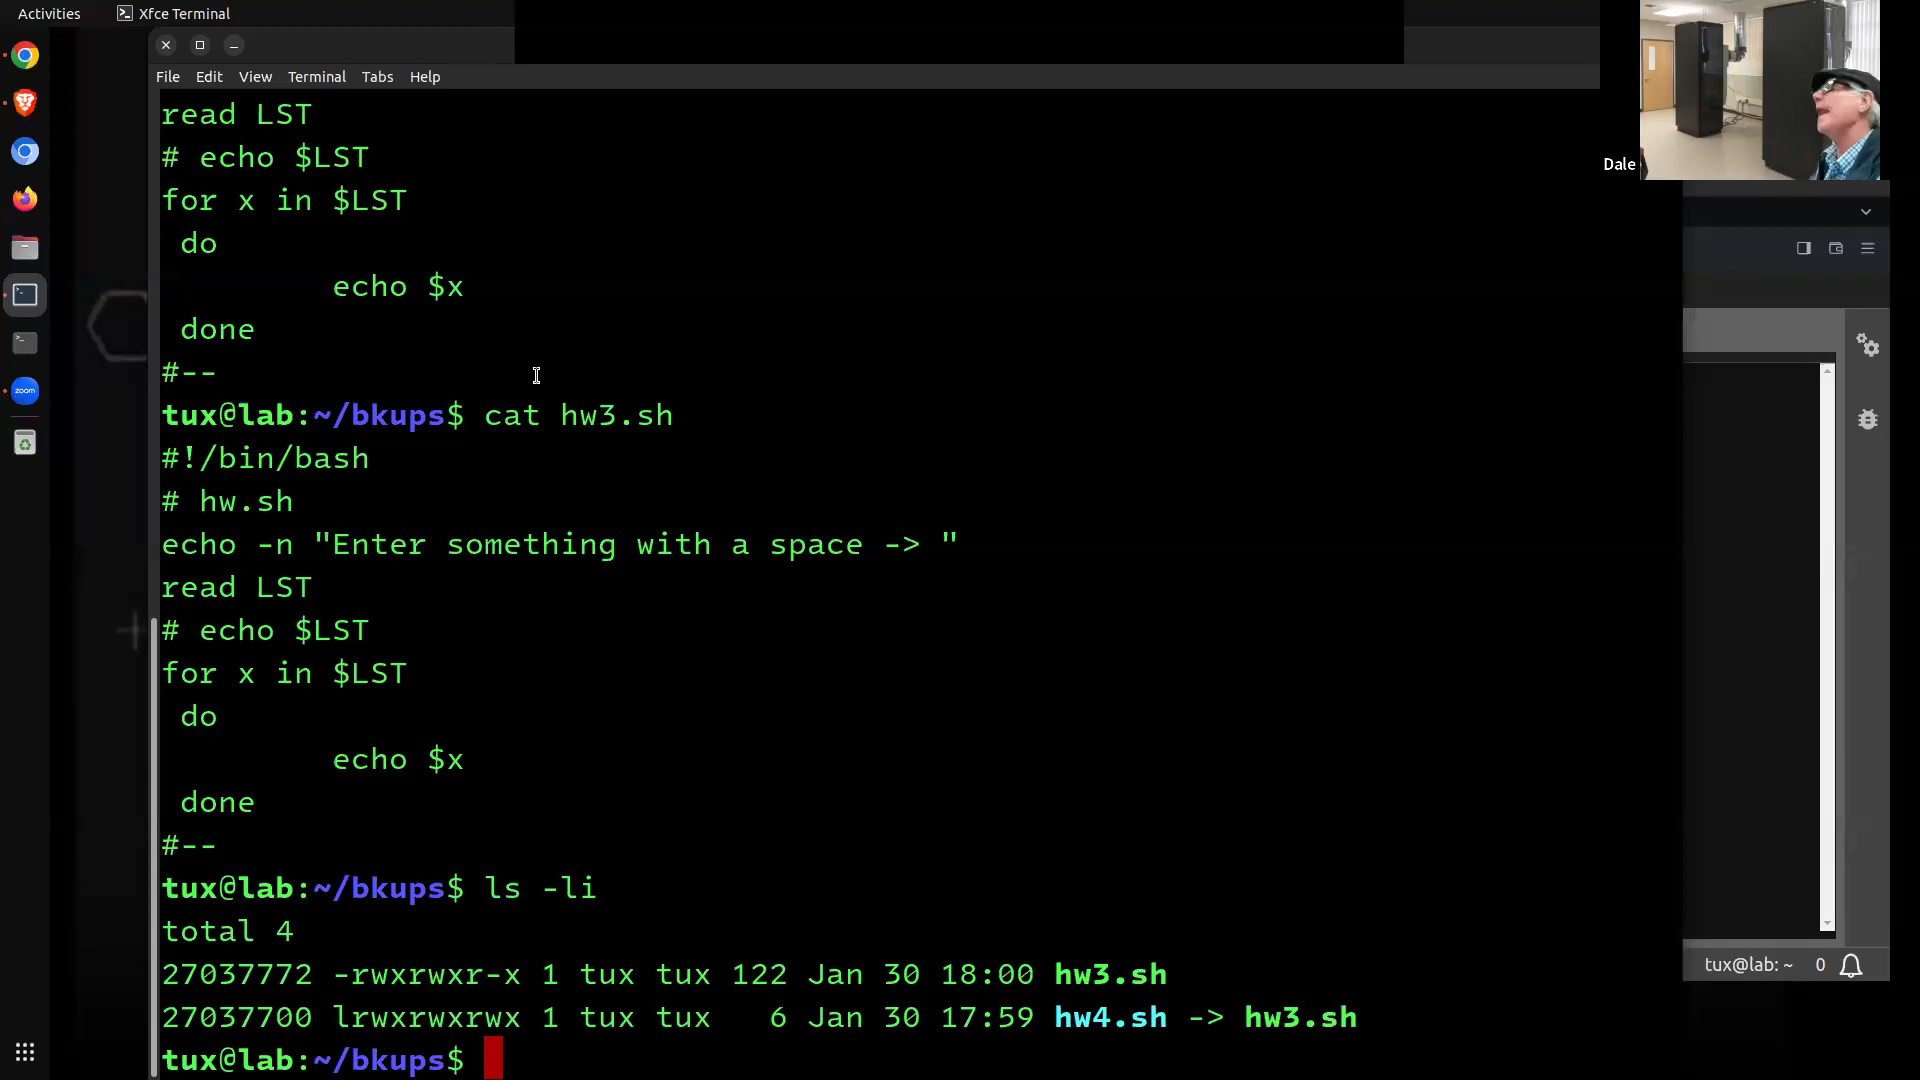 Activities
Xfce Terminal
File Edit View Terminal Tabs Help
read LST
# echo $LST
for x in $LST
 do
         echo $x
 done
#--
tux@lab:~/bkups$ cat hw3.sh
#!/bin/bash
# hw.sh
echo -n "Enter something with a space -> "
read LST
# echo $LST
for x in $LST
 do
         echo $x
 done
#--
tux@lab:~/bkups$ ls -li
total 4
27037772 -rwxrwxr-x 1 tux tux 122 Jan 30 18:00 hw3.sh
27037700 lrwxrwxrwx 1 tux tux   6 Jan 30 17:59 hw4.sh -> hw3.sh
tux@lab:~/bkups$
Dale
zoom
tux@lab: ~ 0